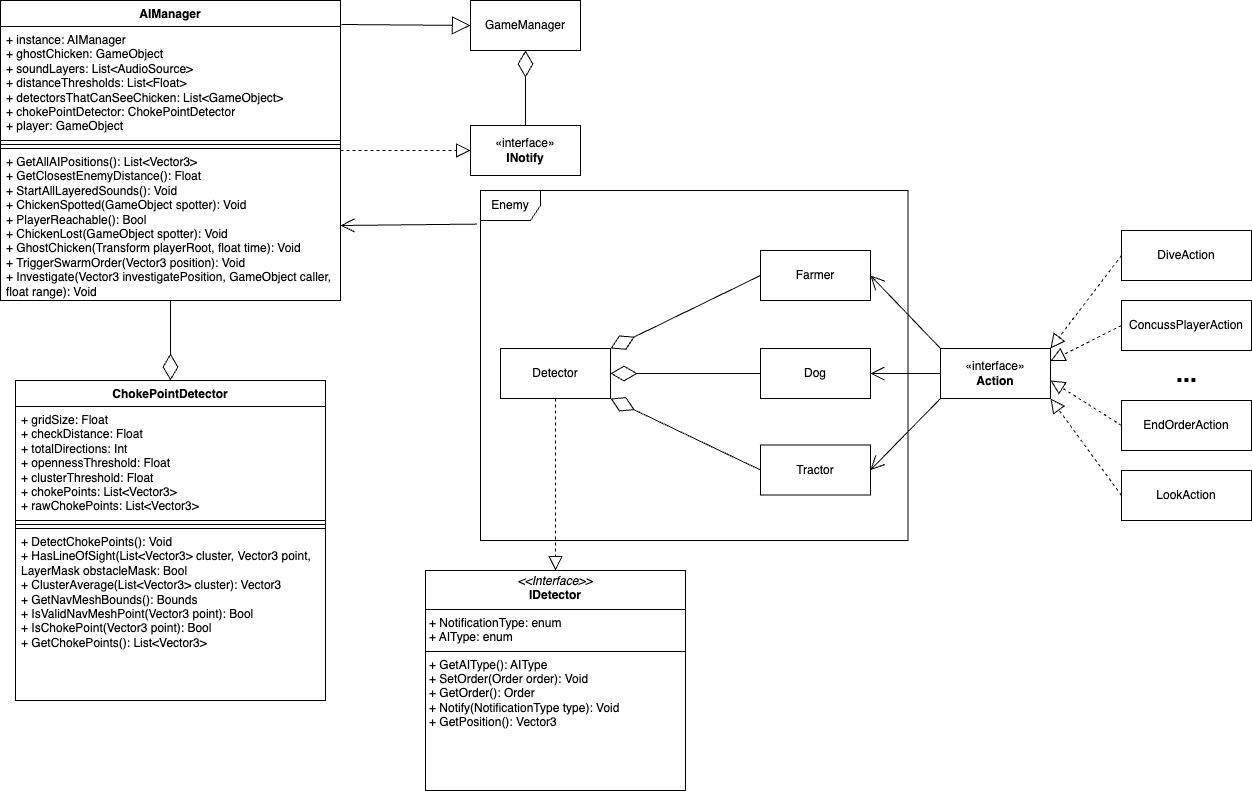 AIManager
+ instance: AIManager
+ ghostChicken: GameObject
+ soundLayers: List<AudioSource>
+ distanceThresholds: List<Float>
+ detectorsThatCanSeeChicken: List<GameObject>
+ chokePointDetector: ChokePointDetector
+ player: GameObject
+ GetAllAIPositions(): List<Vector3>
+ GetClosestEnemyDistance(): Float
+ StartAllLayeredSounds(): Void
+ ChickenSpotted(GameObject spotter): Void
+ PlayerReachable(): Bool
+ ChickenLost(GameObject spotter): Void
+ GhostChicken(Transform playerRoot, float time): Void
+ TriggerSwarmOrder(Vector3 position): Void
+ Investigate(Vector3 investigatePosition, GameObject caller,
float range): Void
GameManager
«interface»
INotify
Enemy
Farmer
Detector
Dog
Tractor
«interface»
Action
DiveAction
ConcussPlayerAction
...
EndOrderAction
LookAction
ChokePointDetector
+ gridSize: Float
+ checkDistance: Float
+ totalDirections: Int
+ opennessThreshold: Float
+ clusterThreshold: Float
+ chokePoints: List<Vector3>
+ rawChokePoints: List<Vector3>
+ DetectChokePoints(): Void
+ HasLineOfSight(List<Vector3> cluster, Vector3 point,
LayerMask obstacleMask: Bool
+ ClusterAverage(List<Vector3> cluster): Vector3
+ GetNavMeshBounds(): Bounds
+ IsValidNavMeshPoint(Vector3 point): Bool
+ IsChokePoint(Vector3 point): Bool
+ GetChokePoints(): List<Vector3>
<<Interface>>
IDetector
+ NotificationType: enum
+ AIType: enum
+ GetAIType(): AIType
+ SetOrder(Order order): Void
+ GetOrder(): Order
+ Notify(NotificationType type): Void
+ GetPosition(): Vector3